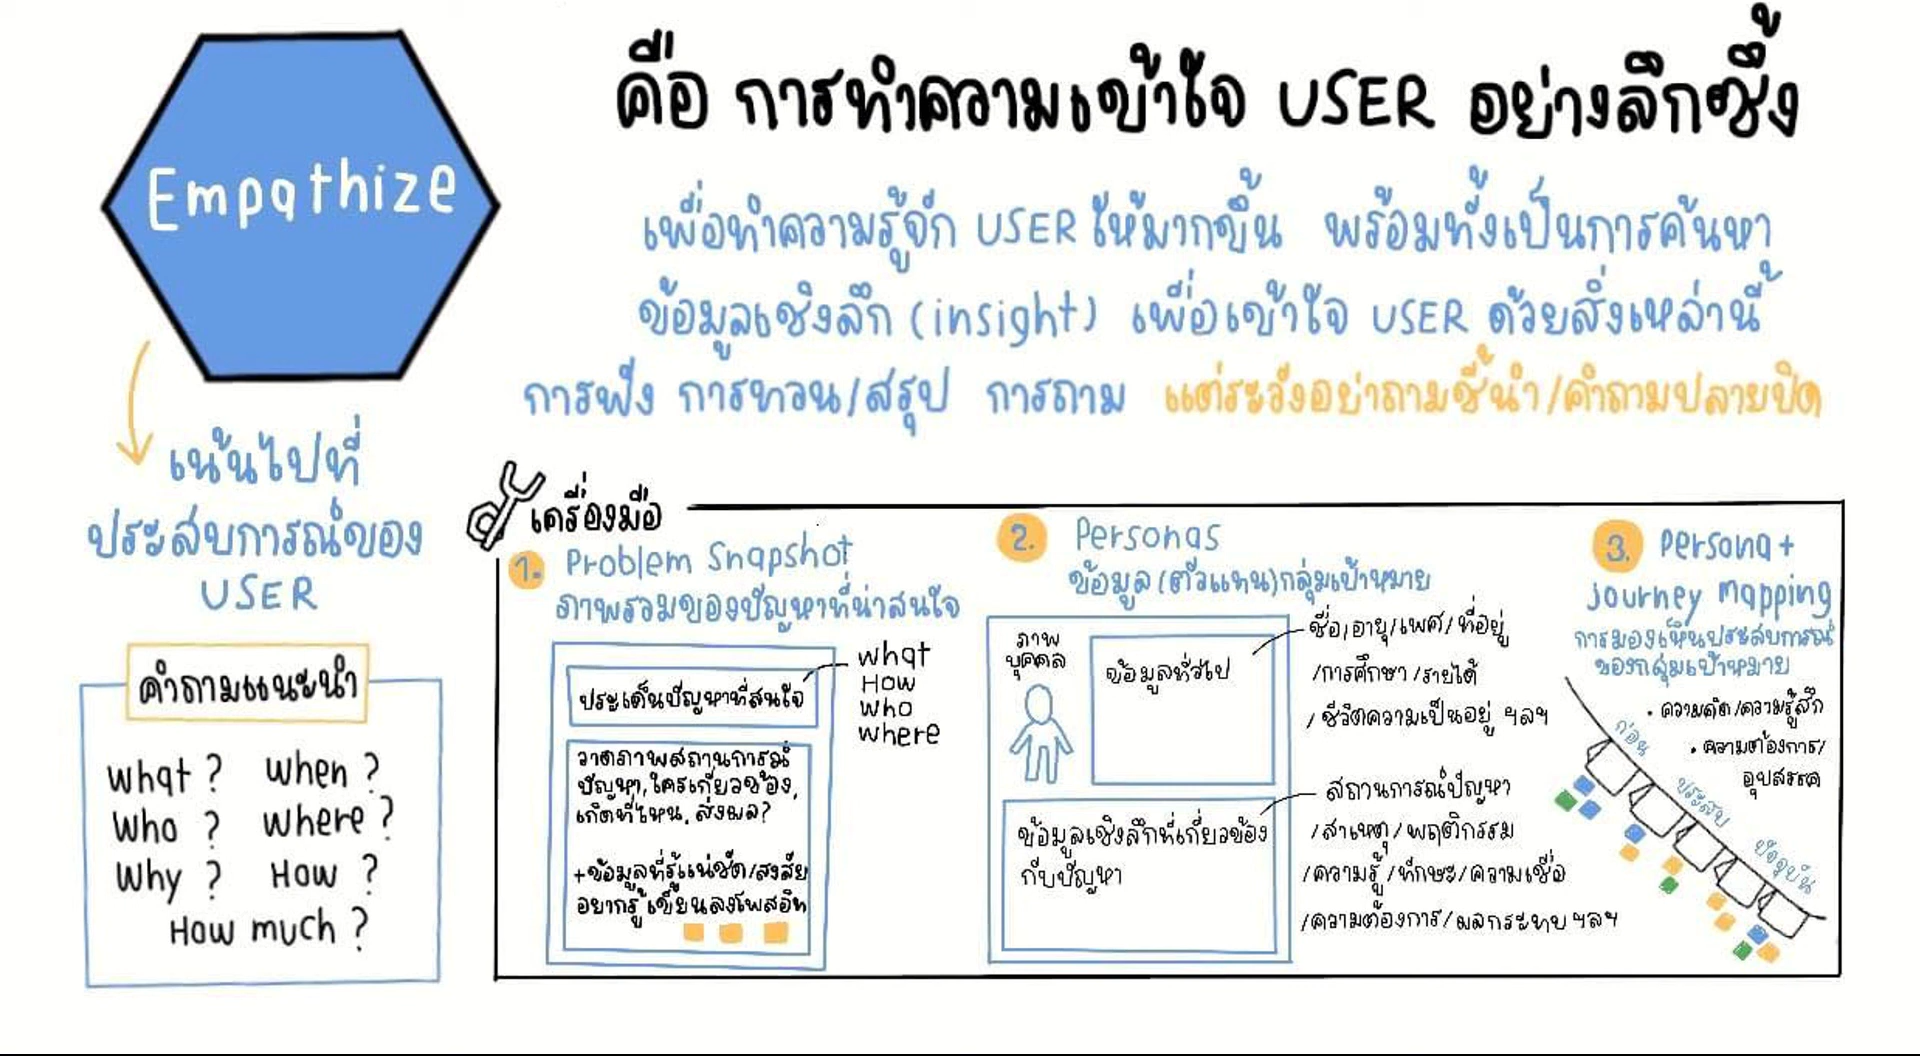 Empathize
คือ การทำความเข้าใจ USER อย่างลึกซึ้ง
เพื่อทำความรู้จัก USER ให้มากขึ้น พร้อมทั้งเป็นการค้นหา
ข้อมูลเชิงลึก (insight) เพื่อเข้าใจ USER ด้วยสิ่งเหล่านี้
การฟัง การทวน/สรุป การถาม แต่ระวังอย่าถามชี้นำ/คำถามปลายปิด
เน้นไปที่
ประสบการณ์ของ
USER
คำถามแนะนำ
what ? when ?
who ? where ?
why ? How ?
How much ?
เครื่องมือ
1. Problem Snapshot
ภาพรวมของปัญหาที่น่าสนใจ
ประเด็นปัญหาที่สนใจ
what
How
who
where
วาดภาพสถานการณ์
ปัญหา, ใครเกี่ยวข้อง,
เกิดที่ไหน, ส่งผล?
+ข้อมูลที่รู้แน่ชัด/สงสัย
อยากรู้ เขียนลงโพสอิท
2. Personas
ข้อมูล (ตัวแทน) กลุ่มเป้าหมาย
ภาพ
บุคคล
ข้อมูลทั่วไป
ชื่อ, อายุ/เพศ/ที่อยู่
/การศึกษา/รายได้
/ชีวิตความเป็นอยู่ ฯลฯ
ข้อมูลเชิงลึกที่เกี่ยวข้อง
กับปัญหา
สถานการณ์ปัญหา
/สาเหตุ/พฤติกรรม
/ความรู้/ทักษะ/ความเชื่อ
/ความต้องการ/ผลกระทบ ฯลฯ
3. Persona+
Journey mapping
การมองเห็นประสบการณ์
ของกลุ่มเป้าหมาย
• ความคิด/ความรู้สึก
• ความต้องการ/
อุปสรรค
ก่อน
ประสบ
ปัจจุบัน